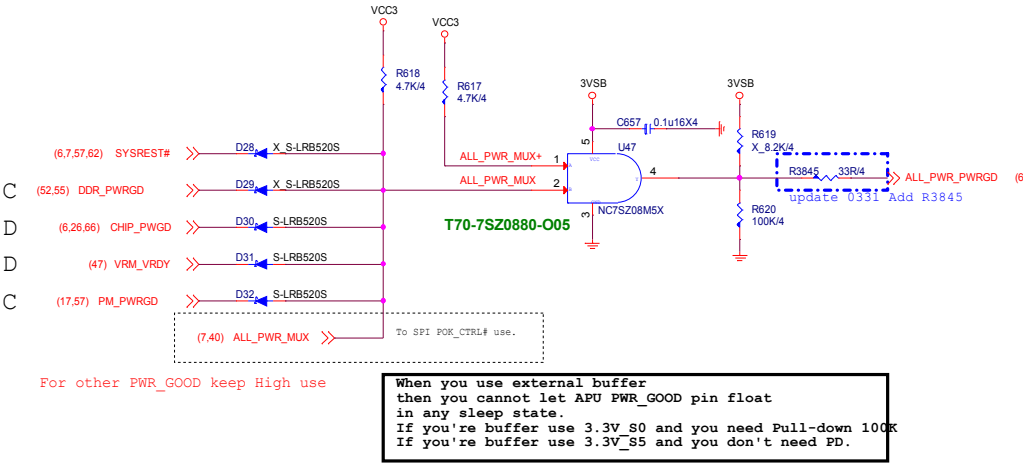 VCC3
VCC3
R618
4.7K/4
R617
4.7K/4
3VSB
3VSB
C657 0.1u16X4
R619
X_8.2K/4
U47
5
VCC
(6,7,57,62) SYSREST# D28 X_S-LRB520S
ALL_PWR_MUX+ 1 A
4
R3845 33R/4
ALL_PWR_PWRGD (6
C (52,55) DDR_PWRGD D29 X_S-LRB520S
ALL_PWR_MUX 2
update 0331 Add R3845
3
NC7SZ08M5X
R620
100K/4
D (6,26,66) CHIP_PWGD D30 S-LRB520S
T70-7SZ0880-O05
D (47) VRM_VRDY D31 S-LRB520S
C (17,57) PM_PWRGD D32 S-LRB520S
(7,40) ALL_PWR_MUX To SPI POK_CTRL# use.
For other PWR_GOOD keep High use
When you use external buffer
then you cannot let APU PWR_GOOD pin float
in any sleep state.
If you're buffer use 3.3V_S0 and you need Pull-down 100K
If you're buffer use 3.3V_S5 and you don't need PD.